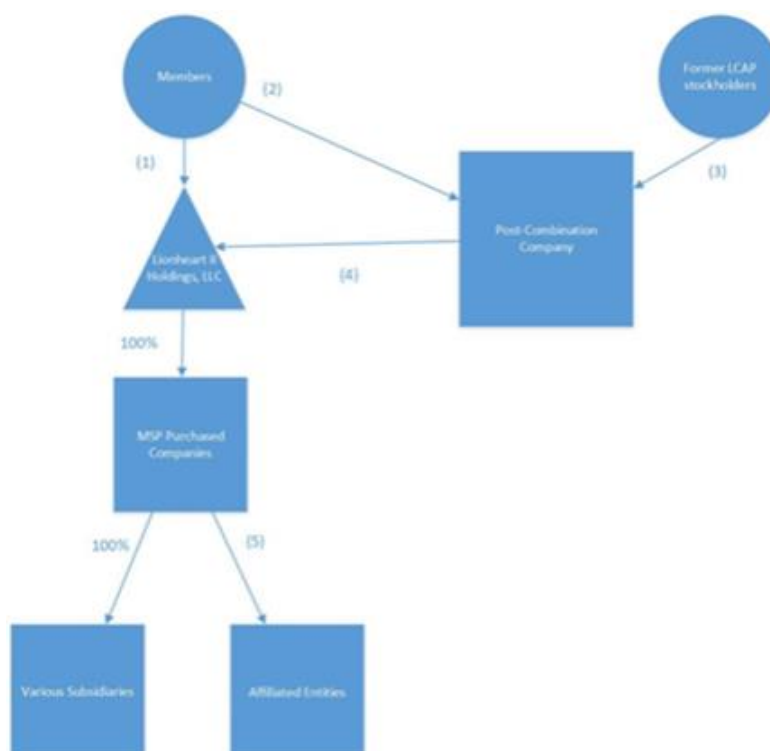 Members
Former LCAP
stockholders
(2)
(1)
(3)
Post-Combination
Company
Lionheart II
Holdings, LLC
(4)
100%
MSP Purchased
Companies
100%
(5)
Various Subsidiaries
Affiliated Entities